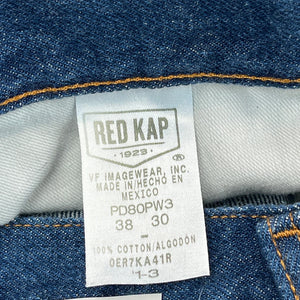 RED KAP
· 1923 ·
®
VF IMAGEWEAR, INC.
MADE IN/HECHO EN
MEXICO
PD80PW3
38 30
-
100% COTTON/ALGODÓN
0ER7KA41R
1-3